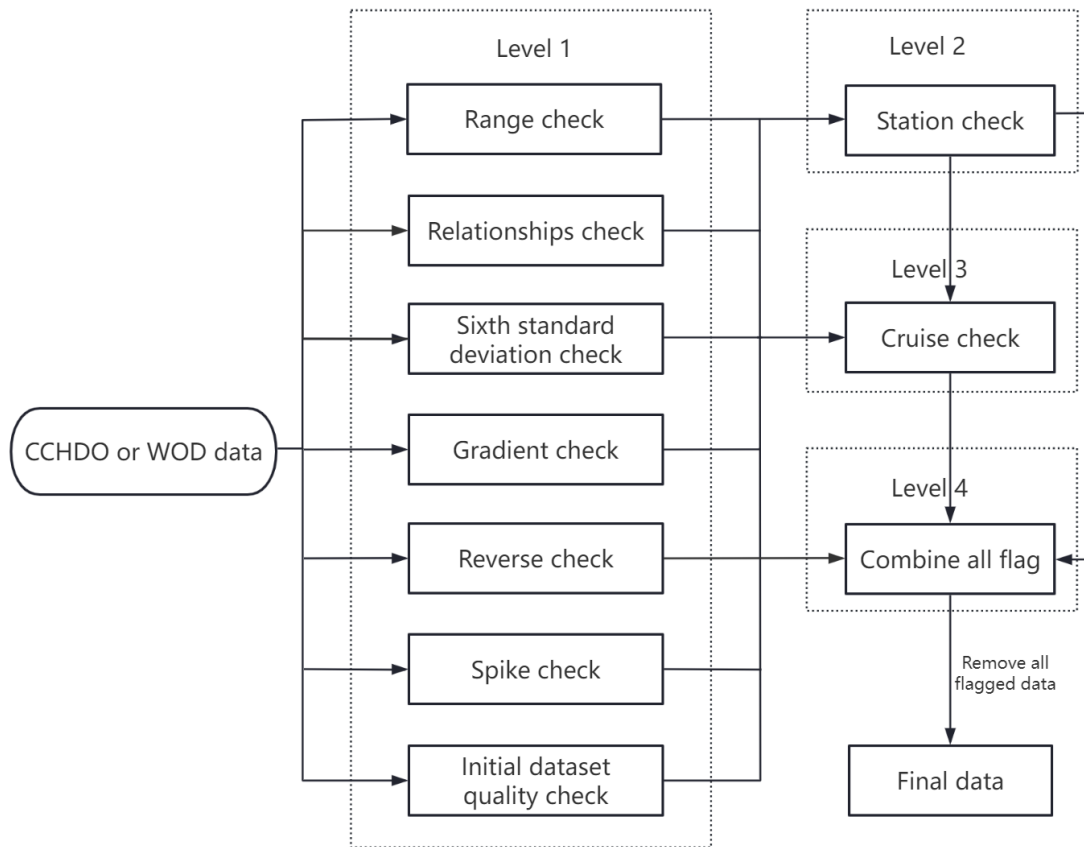 CCHDO or WOD data
Level 1
Range check
Relationships check
Sixth standard
deviation check
Gradient check
Reverse check
Spike check
Initial dataset
quality check
Level 2
Station check
Level 3
Cruise check
Level 4
Combine all flag
Remove all
flagged data
Final data